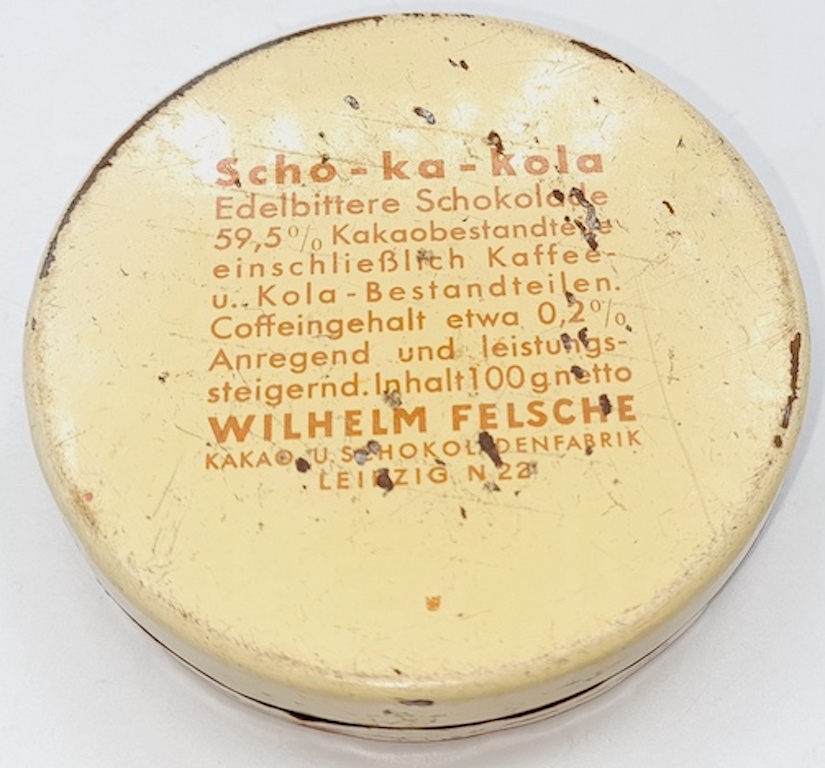 Scho-ka-kola
Edelbittere Schokolade
59,5% Kakaobestandteile
einschließlich Kaffee-
u. Kola-Bestandteilen.
Coffeingehalt etwa 0,2%
Anregend und leistungs-
steigernd. Inhalt 100 g netto
WILHELM FELSCHE
KAKAO U. SCHOKOLADENFABRIK
LEIPZIG N 22